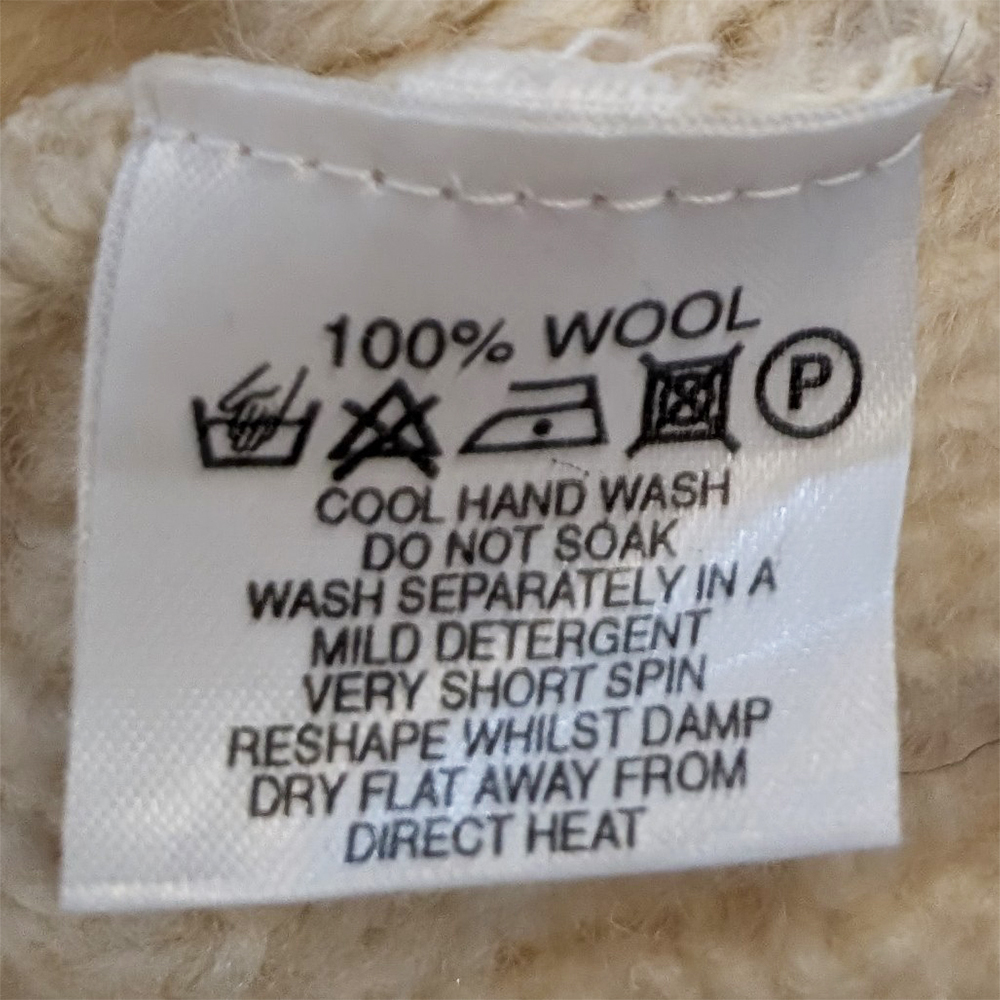 100% WOOL
P
COOL HAND WASH
DO NOT SOAK
WASH SEPARATELY IN A
MILD DETERGENT
VERY SHORT SPIN
RESHAPE WHILST DAMP
DRY FLAT AWAY FROM
DIRECT HEAT